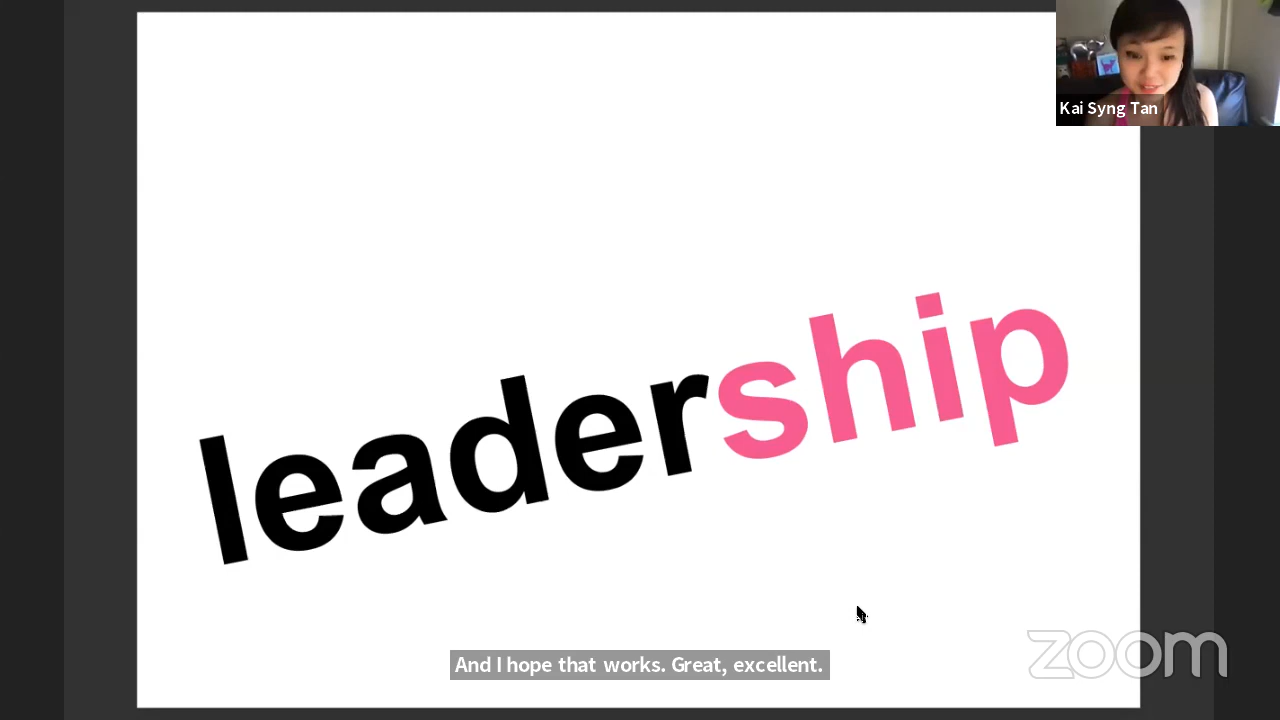 Kai Syng Tan
leadership
And I hope that works. Great, excellent.
zoom